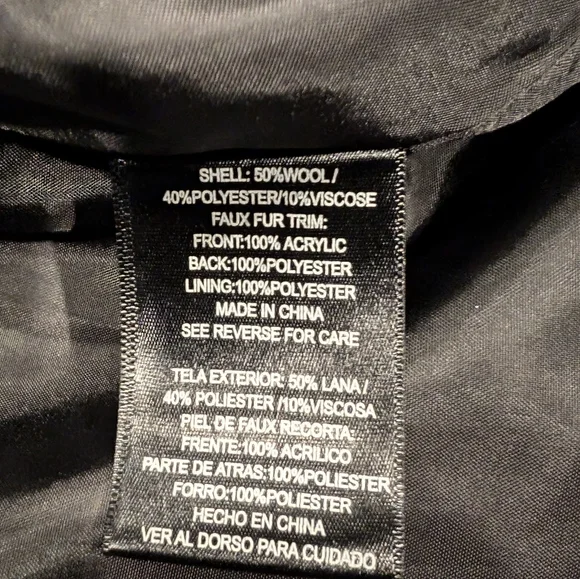 SHELL: 50%WOOL /
40%POLYESTER/10%VISCOSE
FAUX FUR TRIM:
FRONT:100% ACRYLIC
BACK:100%POLYESTER
LINING:100%POLYESTER
MADE IN CHINA
SEE REVERSE FOR CARE
TELA EXTERIOR: 50% LANA /
40% POLIESTER /10%VISCOSA
PIEL DE FAUX RECORTA:
FRENTE:100% ACRILICO
PARTE DE ATRAS:100%POLIESTER
FORRO:100%POLIESTER
HECHO EN CHINA
VER AL DORSO PARA CUIDADO